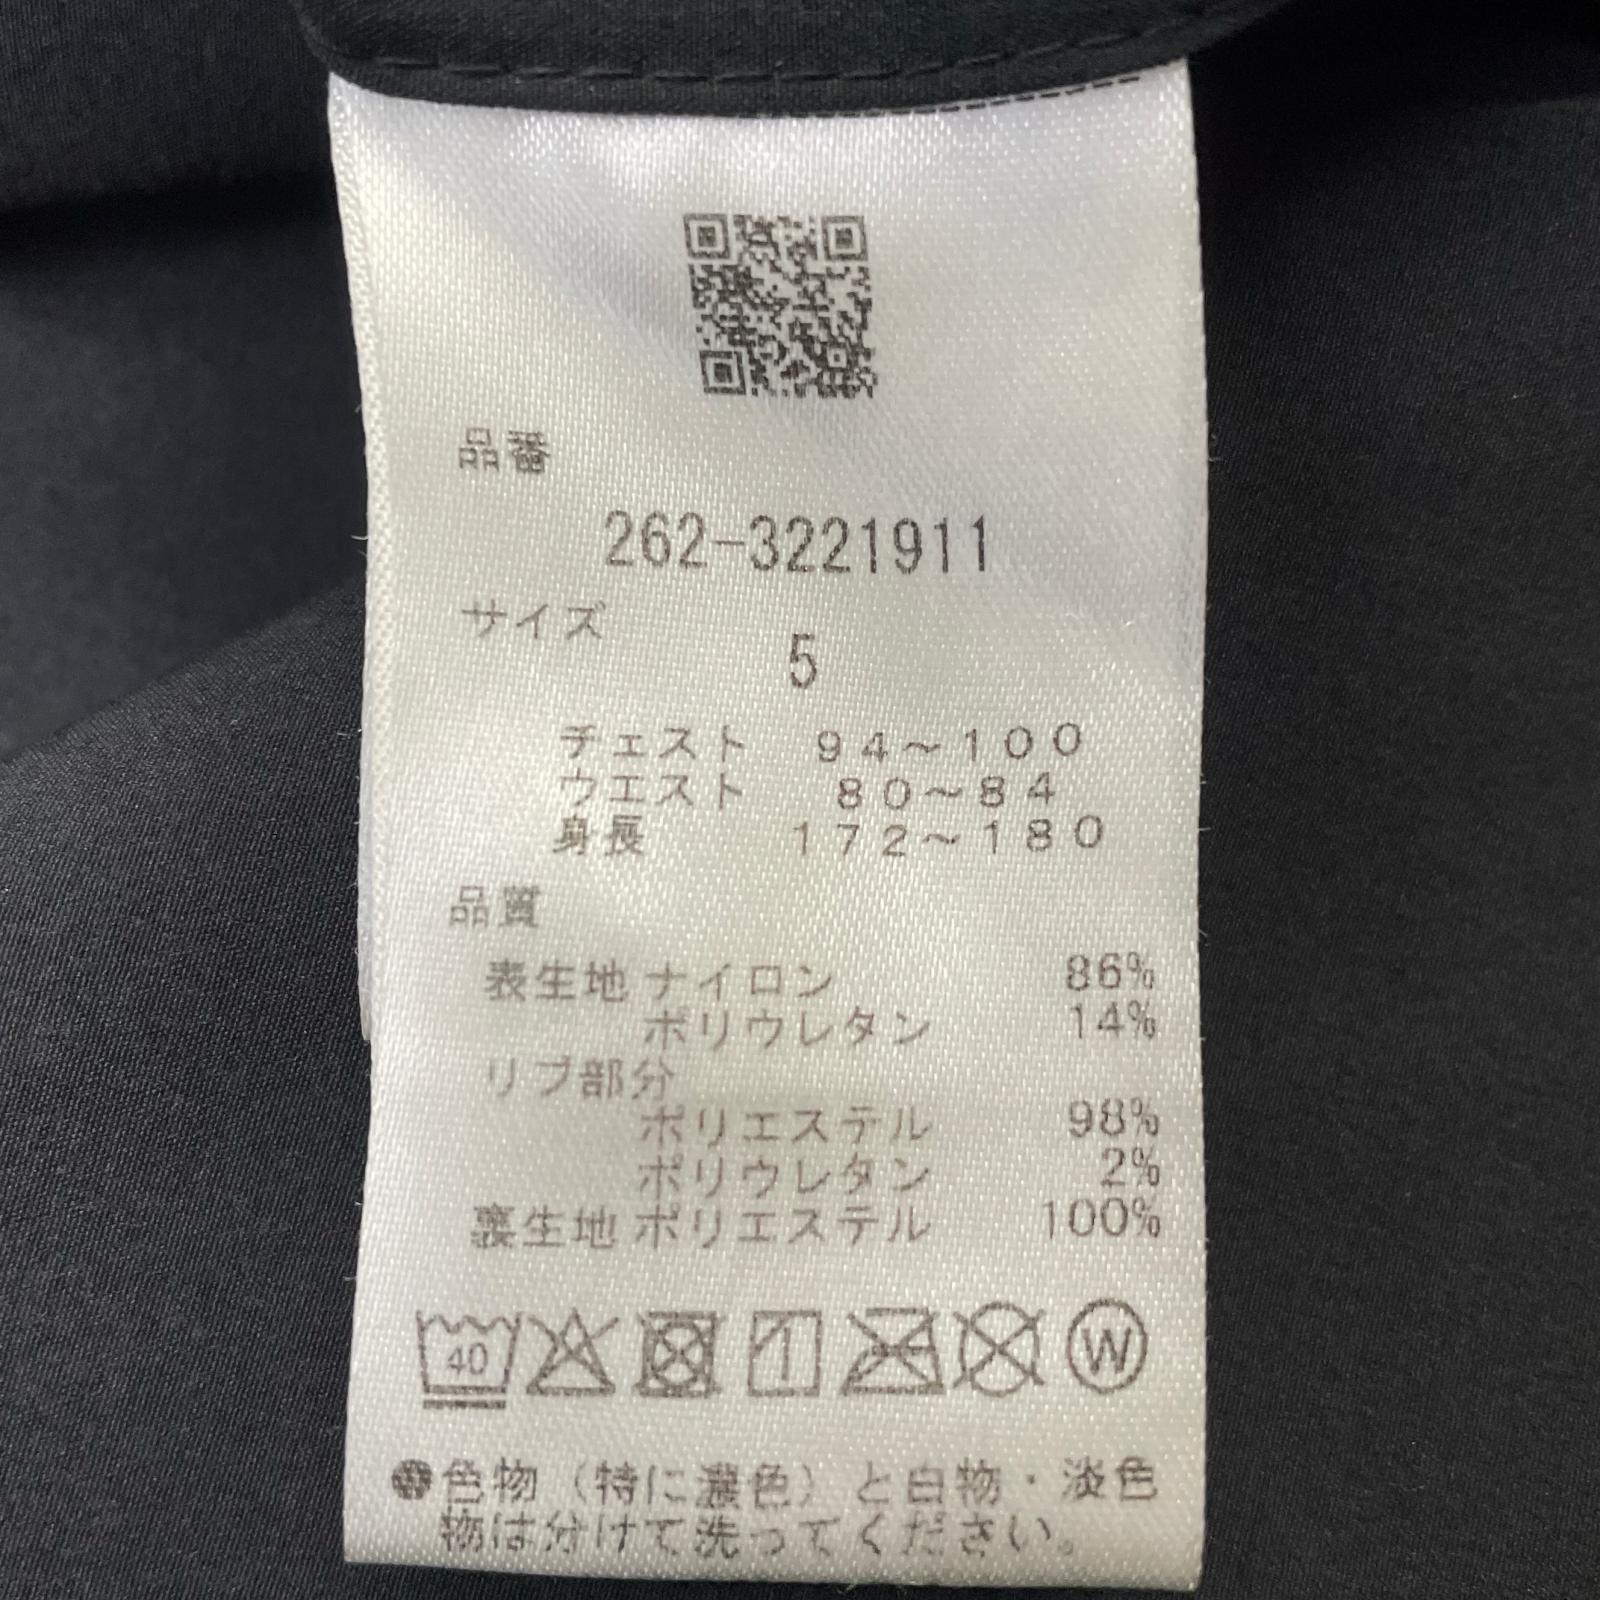 品番
262-3221911
サイズ
5
チェスト 94~100
ウエスト 80~84
身長 172~180
品質
表生地 ナイロン 86%
ポリウレタン 14%
リブ部分
ポリエステル 98%
ポリウレタン 2%
裏生地 ポリエステル 100%
40 W
●色物（特に濃色）と白物・淡色
物は分けて洗ってください。